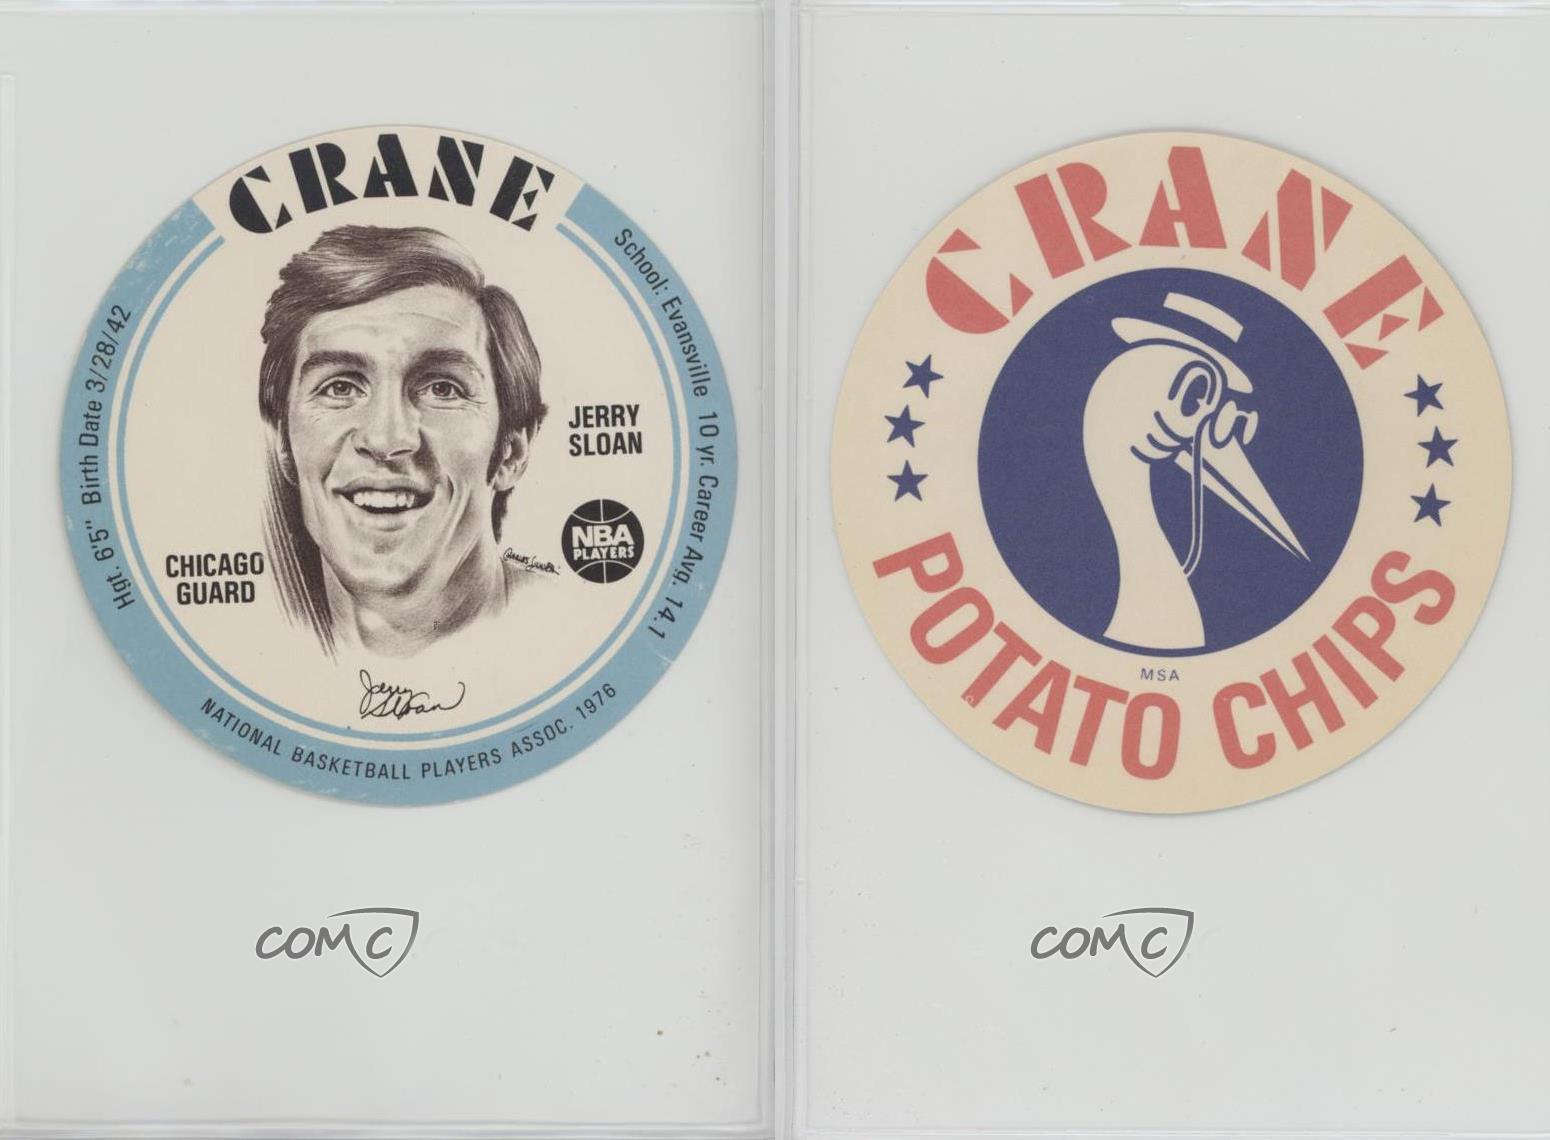 CRANE
Hgt. 6'5" Birth Date 3/28/42
School: Evansville 10 yr. Career Avg. 14.1
JERRY
SLOAN
NBA
PLAYERS
CHICAGO
GUARD
Jerry
Sloan
NATIONAL BASKETBALL PLAYERS ASSOC. 1976
COMC
CRANE
MSA
POTATO CHIPS
COMC